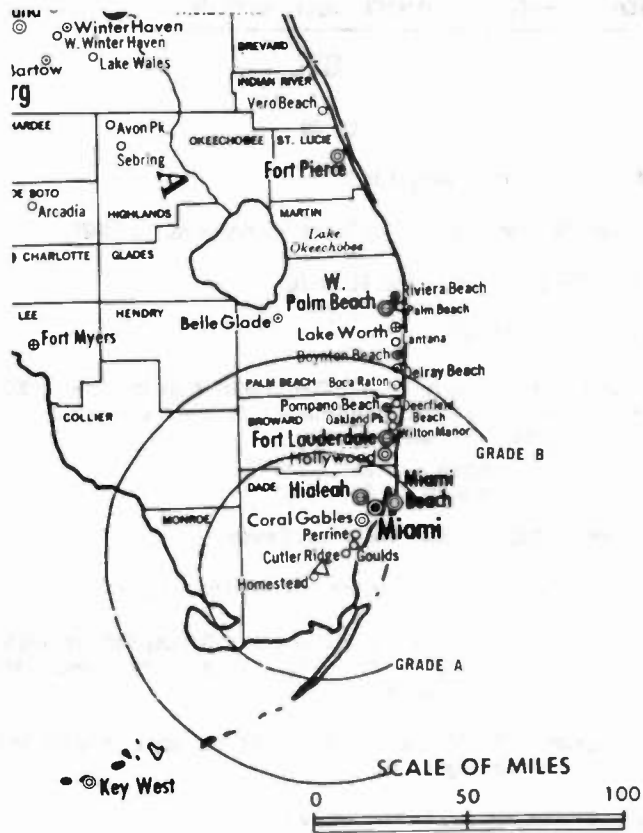 Winter Haven
W. Winter Haven
Lake Wales
BREVARD
INDIAN RIVER
Vero Beach
Avon Pk
Sebring
OKEECHOBEE
ST. LUCIE
Fort Pierce
A
Arcadia
HIGHLANDS
MARTIN
Lake
Okeechobee
CHARLOTTE
GLADES
W.
Palm Beach
Riviera Beach
Palm Beach
LEE
HENDRY
Belle Glade
Lake Worth
Lantana
Fort Myers
Boynton Beach
Delray Beach
PALM BEACH
Boca Raton
COLLIER
Pompano Beach
Deerfield
Beach
BROWARD
Oakland Pk
Fort Lauderdale
Wilton Manor
Hollywood
GRADE B
DADE
Hialeah
Miami
Beach
MONROE
Coral Gables
Miami
Perrine
Cutler Ridge
Goulds
Homestead
GRADE A
Key West
SCALE OF MILES
0 50 100